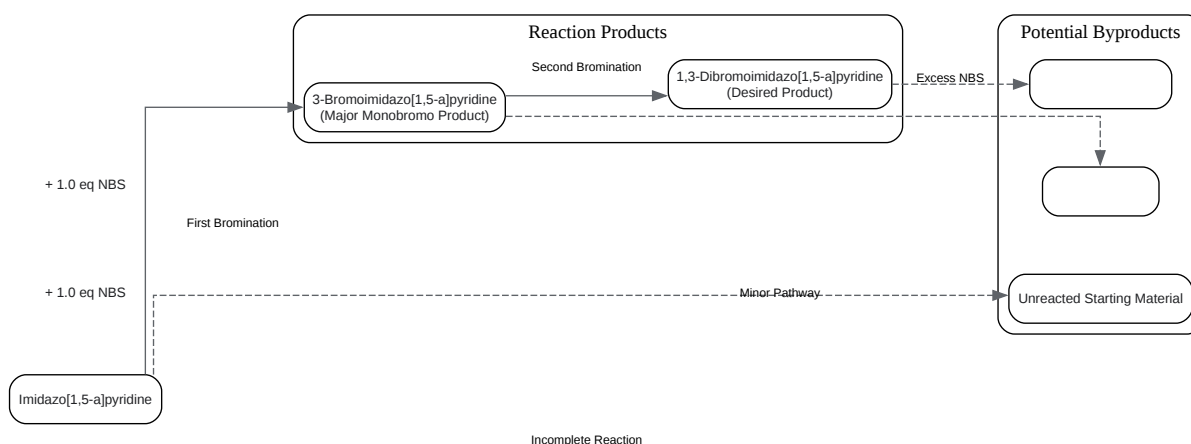 Reaction Products
Potential Byproducts
Second Bromination
1,3-Dibromoimidazo[1,5-a]pyridine
(Desired Product)
Excess NBS
3-Bromoimidazo[1,5-a]pyridine
(Major Monobromo Product)
+ 1.0 eq NBS
First Bromination
+ 1.0 eq NBS
Minor Pathway
Unreacted Starting Material
Imidazo[1,5-a]pyridine
Incomplete Reaction